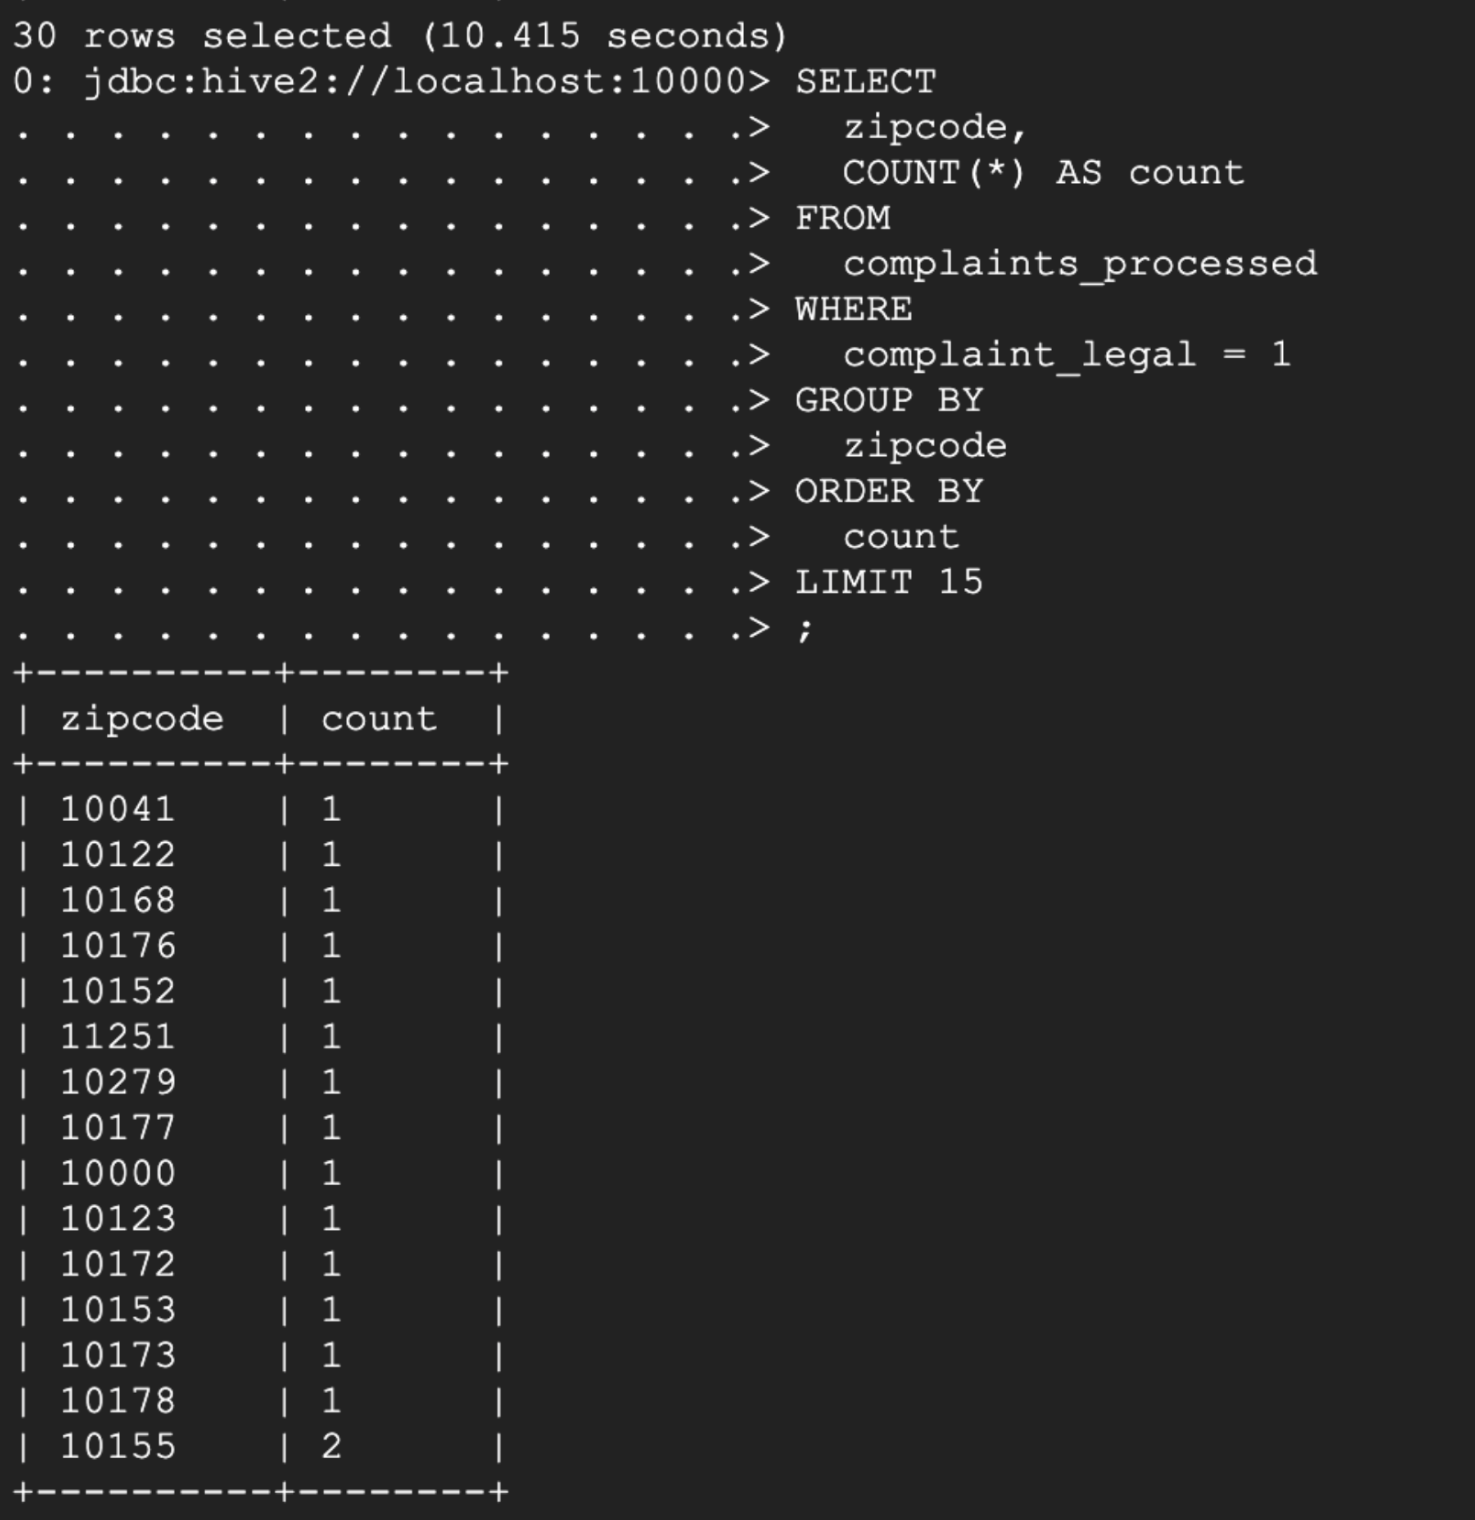 30 rows selected (10.415 seconds)
0: jdbc:hive2://localhost:10000> SELECT
. . . . . . . . . . . . . . . .>   zipcode,
. . . . . . . . . . . . . . . .>   COUNT(*) AS count
. . . . . . . . . . . . . . . .> FROM
. . . . . . . . . . . . . . . .>   complaints_processed
. . . . . . . . . . . . . . . .> WHERE
. . . . . . . . . . . . . . . .>   complaint_legal = 1
. . . . . . . . . . . . . . . .> GROUP BY
. . . . . . . . . . . . . . . .>   zipcode
. . . . . . . . . . . . . . . .> ORDER BY
. . . . . . . . . . . . . . . .>   count
. . . . . . . . . . . . . . . .> LIMIT 15
. . . . . . . . . . . . . . . .> ;
+----------+--------+
| zipcode  | count  |
+----------+--------+
| 10041    | 1      |
| 10122    | 1      |
| 10168    | 1      |
| 10176    | 1      |
| 10152    | 1      |
| 11251    | 1      |
| 10279    | 1      |
| 10177    | 1      |
| 10000    | 1      |
| 10123    | 1      |
| 10172    | 1      |
| 10153    | 1      |
| 10173    | 1      |
| 10178    | 1      |
| 10155    | 2      |
+----------+--------+